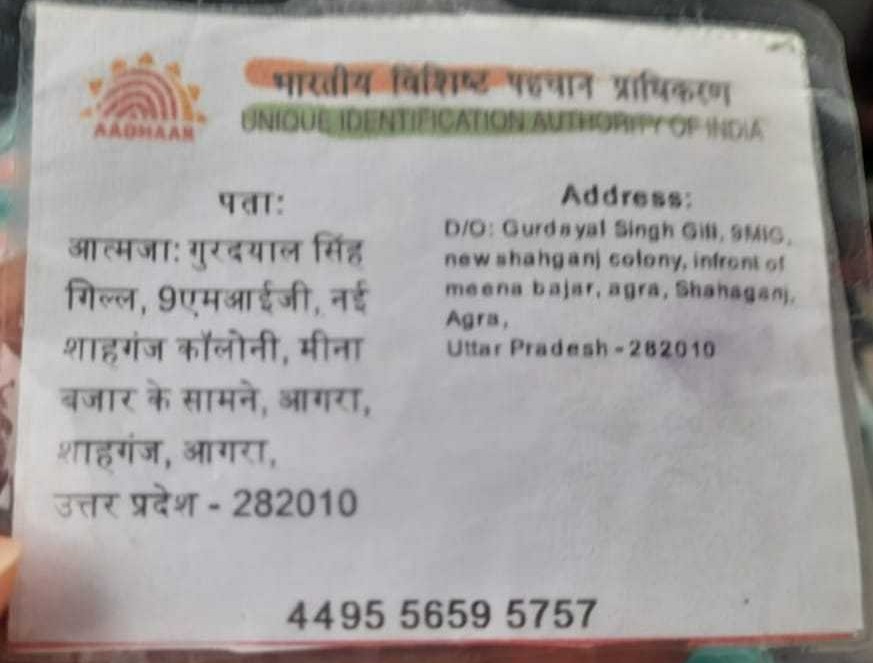 भारतीय विशिष्ट पहचान प्राधिकरण
AADHAAR
UNIQUE IDENTIFICATION AUTHORITY OF INDIA
पता:
आत्मजा: गुरदयाल सिंह
गिल्ल, 9एमआईजी, नई
शाहगंज कॉलोनी, मीना
बजार के सामने, आगरा,
शाहगंज, आगरा,
उत्तर प्रदेश - 282010
Address:
D/O: Gurdayal Singh Gill, 9MIG,
new shahganj colony, infront of
meena bajar, agra, Shahaganj,
Agra,
Uttar Pradesh - 282010
4495 5659 5757